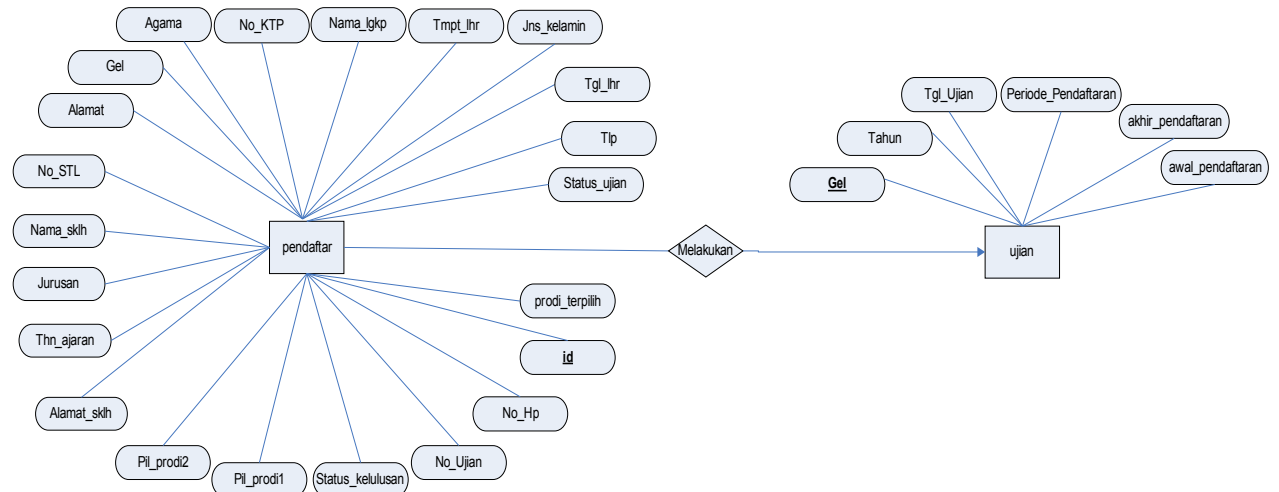 Agama
No_KTP
Nama_lgkp
Tmpt_lhr
Jns_kelamin
Gel
Tgl_lhr
Alamat
Tlp
No_STL
Status_ujian
Nama_sklh
pendaftar
Jurusan
Thn_ajaran
Alamat_sklh
Pil_prodi2
Pil_prodi1
Status_kelulusan
No_Ujian
No_Hp
id
prodi_terpilih
Melakukan
Tgl_Ujian
Periode_Pendaftaran
Tahun
akhir_pendaftaran
Gel
awal_pendaftaran
ujian